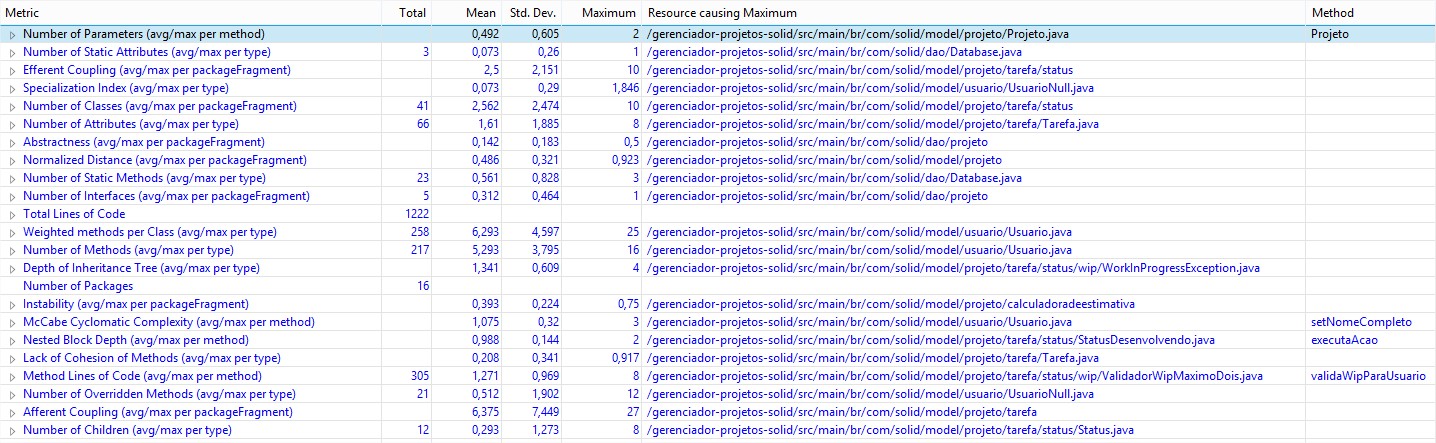 Metric Total Mean Std. Dev. Maximum Resource causing Maximum Method
Number of Parameters (avg/max per method) 0,492 0,605 2 /gerenciador-projetos-solid/src/main/br/com/solid/model/projeto/Projeto.java Projeto
Number of Static Attributes (avg/max per type) 3 0,073 0,26 1 /gerenciador-projetos-solid/src/main/br/com/solid/dao/Database.java
Efferent Coupling (avg/max per packageFragment) 2,5 2,151 10 /gerenciador-projetos-solid/src/main/br/com/solid/model/projeto/tarefa/status
Specialization Index (avg/max per type) 0,073 0,29 1,846 /gerenciador-projetos-solid/src/main/br/com/solid/model/usuario/UsuarioNull.java
Number of Classes (avg/max per packageFragment) 41 2,562 2,474 10 /gerenciador-projetos-solid/src/main/br/com/solid/model/projeto/tarefa/status
Number of Attributes (avg/max per type) 66 1,61 1,885 8 /gerenciador-projetos-solid/src/main/br/com/solid/model/projeto/tarefa/Tarefa.java
Abstractness (avg/max per packageFragment) 0,142 0,183 0,5 /gerenciador-projetos-solid/src/main/br/com/solid/dao/projeto
Normalized Distance (avg/max per packageFragment) 0,486 0,321 0,923 /gerenciador-projetos-solid/src/main/br/com/solid/model/projeto
Number of Static Methods (avg/max per type) 23 0,561 0,828 3 /gerenciador-projetos-solid/src/main/br/com/solid/dao/Database.java
Number of Interfaces (avg/max per packageFragment) 5 0,312 0,464 1 /gerenciador-projetos-solid/src/main/br/com/solid/dao/projeto
Total Lines of Code 1222
Weighted methods per Class (avg/max per type) 258 6,293 4,597 25 /gerenciador-projetos-solid/src/main/br/com/solid/model/usuario/Usuario.java
Number of Methods (avg/max per type) 217 5,293 3,795 16 /gerenciador-projetos-solid/src/main/br/com/solid/model/usuario/Usuario.java
Depth of Inheritance Tree (avg/max per type) 1,341 0,609 4 /gerenciador-projetos-solid/src/main/br/com/solid/model/projeto/tarefa/status/wip/WorkInProgressException.java
Number of Packages 16
Instability (avg/max per packageFragment) 0,393 0,224 0,75 /gerenciador-projetos-solid/src/main/br/com/solid/model/projeto/calculadoradeestimativa
McCabe Cyclomatic Complexity (avg/max per method) 1,075 0,32 3 /gerenciador-projetos-solid/src/main/br/com/solid/model/usuario/Usuario.java setNomeCompleto
Nested Block Depth (avg/max per method) 0,988 0,144 2 /gerenciador-projetos-solid/src/main/br/com/solid/model/projeto/tarefa/status/StatusDesenvolvendo.java executaAcao
Lack of Cohesion of Methods (avg/max per type) 0,208 0,341 0,917 /gerenciador-projetos-solid/src/main/br/com/solid/model/projeto/tarefa/Tarefa.java
Method Lines of Code (avg/max per method) 305 1,271 0,969 8 /gerenciador-projetos-solid/src/main/br/com/solid/model/projeto/tarefa/status/wip/ValidadorWipMaximoDois.java validaWipParaUsuario
Number of Overridden Methods (avg/max per type) 21 0,512 1,902 12 /gerenciador-projetos-solid/src/main/br/com/solid/model/usuario/UsuarioNull.java
Afferent Coupling (avg/max per packageFragment) 6,375 7,449 27 /gerenciador-projetos-solid/src/main/br/com/solid/model/projeto/tarefa
Number of Children (avg/max per type) 12 0,293 1,273 8 /gerenciador-projetos-solid/src/main/br/com/solid/model/projeto/tarefa/status/Status.java